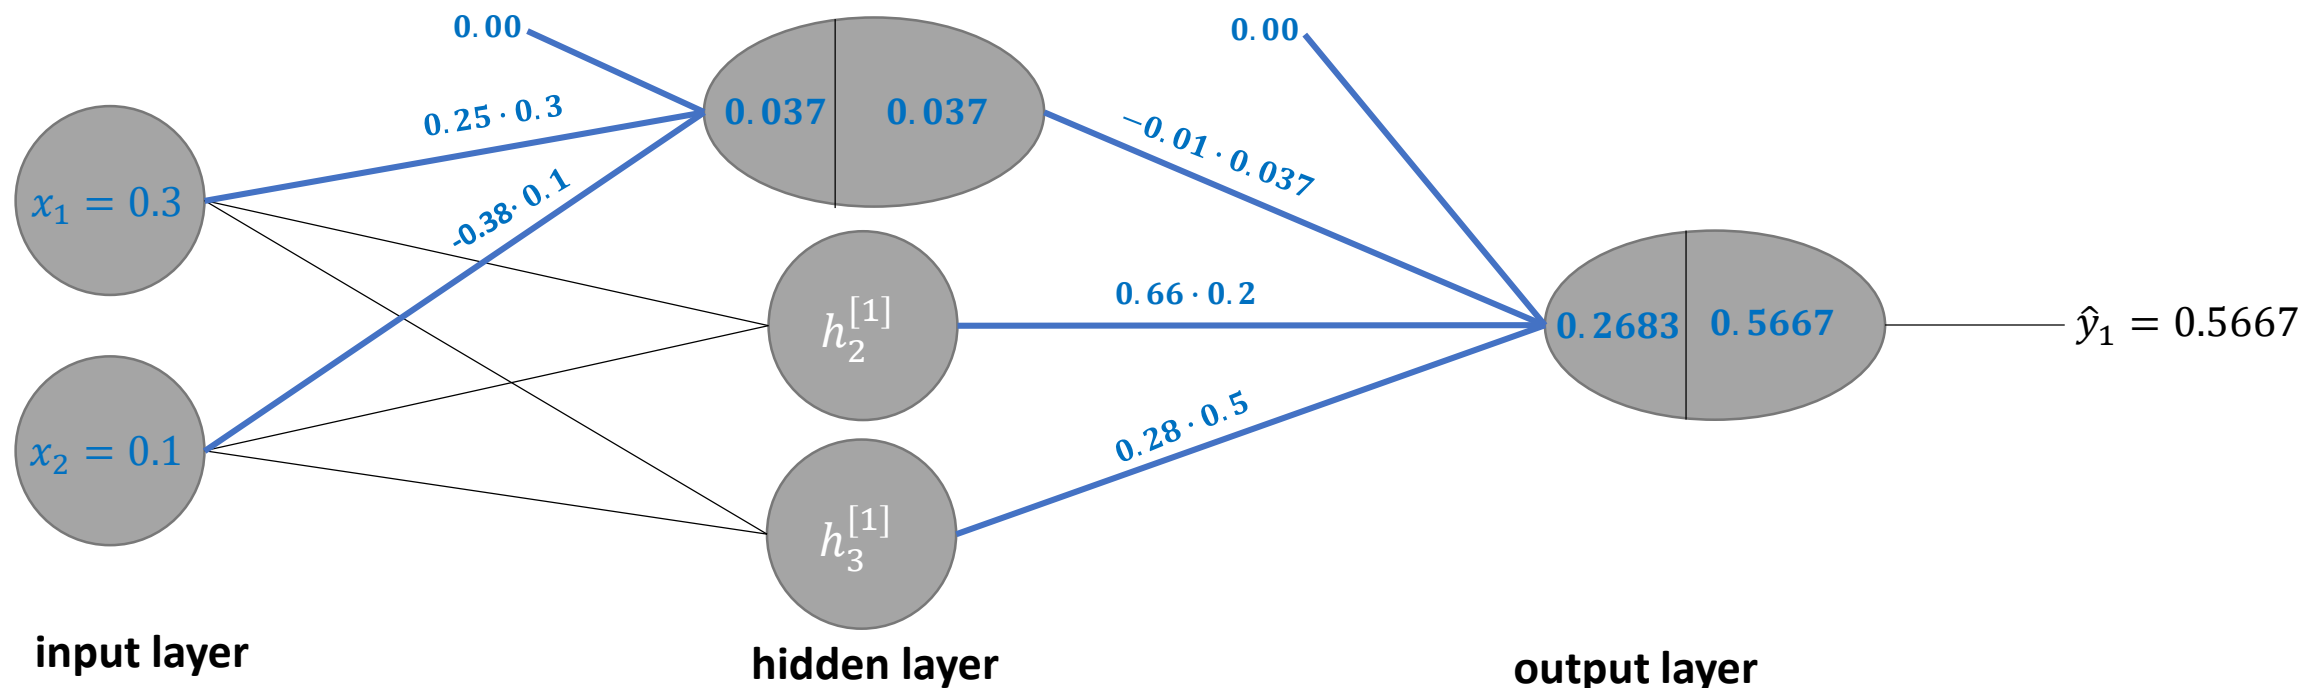 0.00
0.25 · 0.3
-0.38· 0.1
x₁ = 0.3
x₂ = 0.1
0.037 0.037
h₂^[1]
h₃^[1]
0.00
−0.01 · 0.037
0.66 · 0.2
0.28 · 0.5
0.2683 0.5667
ŷ₁ = 0.5667
input layer
hidden layer
output layer